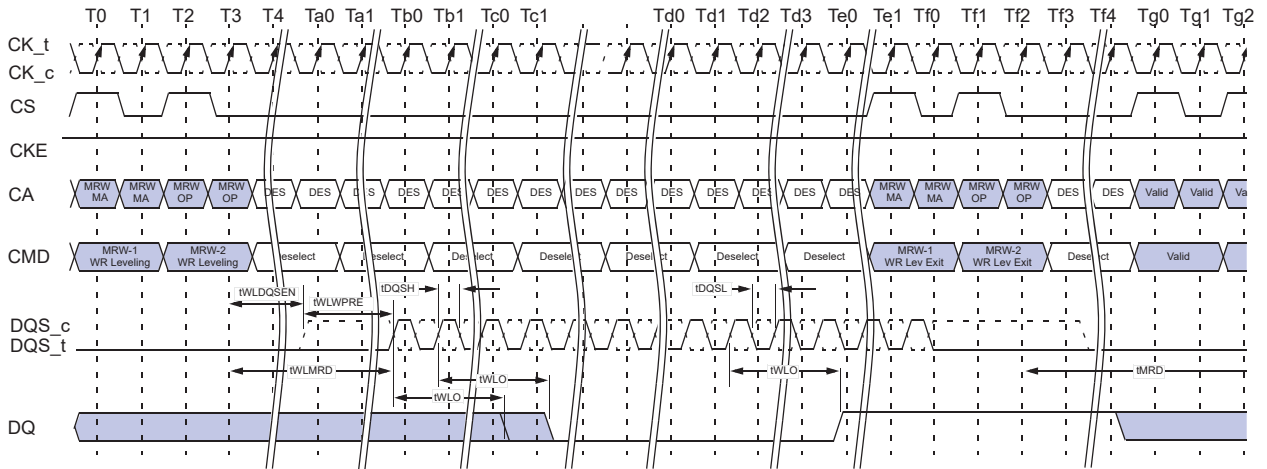 T0 T1 T2 T3 T4 Ta0 Ta1 Tb0 Tb1 Tc0 Tc1 Td0 Td1 Td2 Td3 Te0 Te1 Tf0 Tf1 Tf2 Tf3 Tf4 Tg0 Tg1 Tg2
CK_t
CK_c
CS
CKE
CA
MRW MA
MRW MA
MRW OP
MRW OP
DES DES DES DES DES DES DES DES DES DES DES DES DES DES
MRW MA
MRW MA
MRW OP
MRW OP
DES DES Valid Valid Va
CMD
MRW-1
WR Leveling
MRW-2
WR Leveling
Deselect Deselect Deselect Deselect Deselect Deselect Deselect
MRW-1
WR Lev Exit
MRW-2
WR Lev Exit
Deselect Valid
tWLDQSEN tWLWPRE tDQSH tDQSL
DQS_c
DQS_t
tWLMRD tWLO tWLO tWLO tMRD
DQ